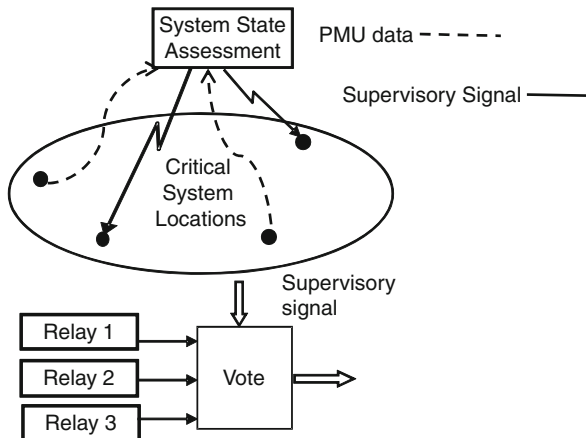 System State
Assessment
PMU data
Supervisory Signal
Critical
System
Locations
Supervisory
signal
Relay 1
Relay 2
Relay 3
Vote